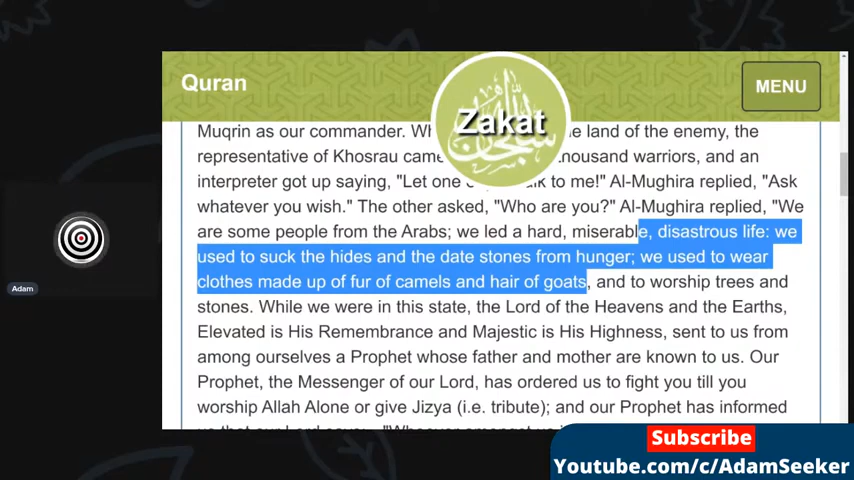 Quran
Zakat
MENU
Muqrin as our commander. Wh e land of the enemy, the
representative of Khosrau came thousand warriors, and an
interpreter got up saying, "Let one alk to me!" Al-Mughira replied, "Ask
whatever you wish." The other asked, "Who are you?" Al-Mughira replied, "We
are some people from the Arabs; we led a hard, miserable, disastrous life: we
used to suck the hides and the date stones from hunger; we used to wear
clothes made up of fur of camels and hair of goats, and to worship trees and
stones. While we were in this state, the Lord of the Heavens and the Earths,
Elevated is His Remembrance and Majestic is His Highness, sent to us from
among ourselves a Prophet whose father and mother are known to us. Our
Prophet, the Messenger of our Lord, has ordered us to fight you till you
worship Allah Alone or give Jizya (i.e. tribute); and our Prophet has informed
Adam
Subscribe
Youtube.com/c/AdamSeeker